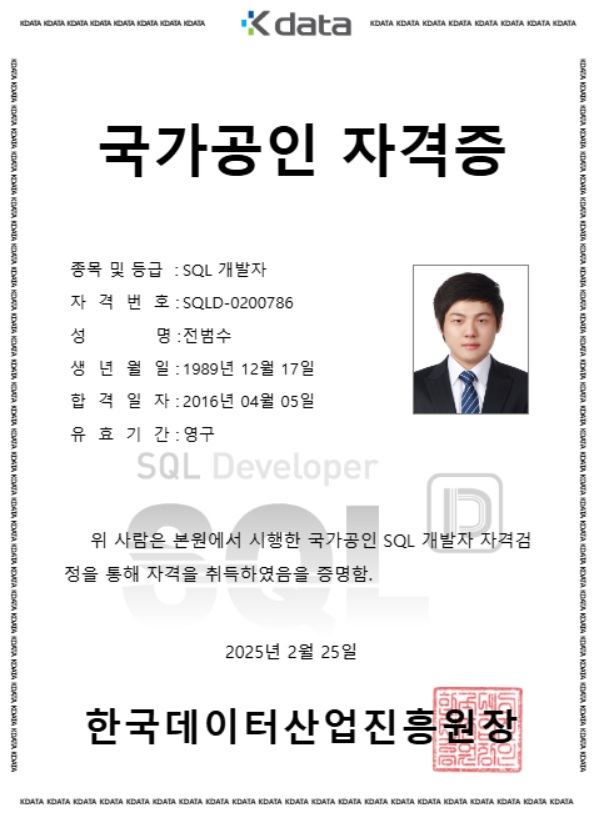 KDATA KDATA KDATA KDATA KDATA KDATA KDATA Kdata KDATA KDATA KDATA KDATA KDATA KDATA KDATA KDATA
국가공인 자격증
종목 및 등급 : SQL 개발자
자 격 번 호 : SQLD-0200786
성 명 : 전범수
생 년 월 일 : 1989년 12월 17일
합 격 일 자 : 2016년 04월 05일
유 효 기 간 : 영구
SQL Developer
SQL D
위 사람은 본원에서 시행한 국가공인 SQL 개발자 자격검
정을 통해 자격을 취득하였음을 증명함.
2025년 2월 25일
한국데이터산업진흥원장
KDATA KDATA KDATA KDATA KDATA KDATA KDATA KDATA KDATA KDATA KDATA KDATA KDATA KDATA KDATA KDATA KDATA KDATA KDATA KDATA KDATA